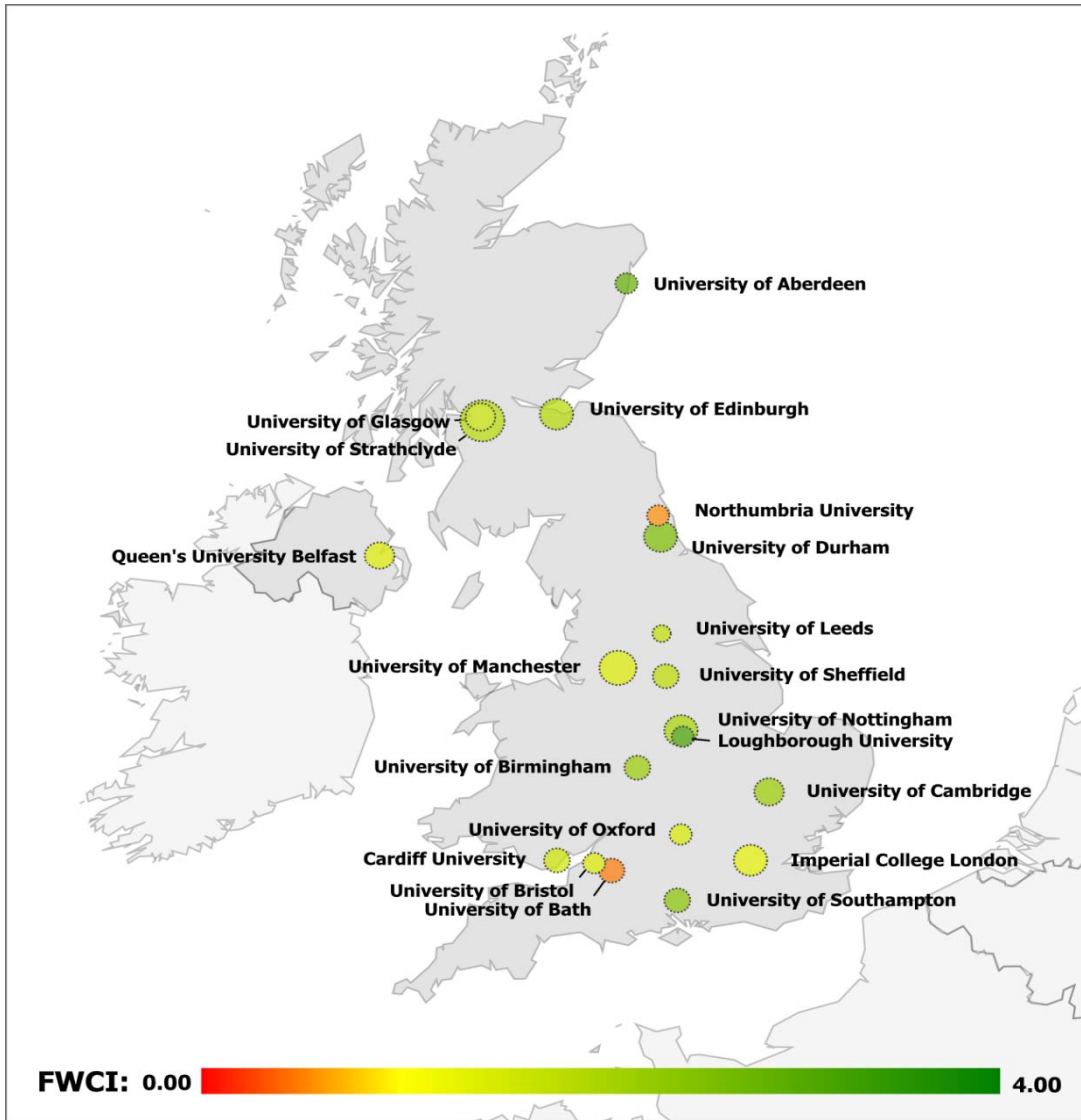 University of Aberdeen
University of Edinburgh
University of Glasgow
University of Strathclyde
Northumbria University
University of Durham
Queen's University Belfast
University of Leeds
University of Manchester
University of Sheffield
University of Nottingham
Loughborough University
University of Birmingham
University of Cambridge
University of Oxford
Cardiff University
Imperial College London
University of Bristol
University of Bath
University of Southampton
FWCI: 0.00 4.00